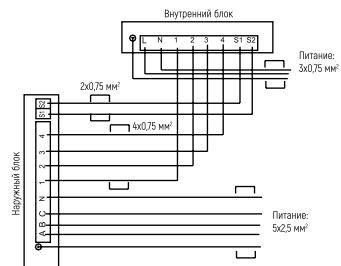 Внутренний блок
L N 1 2 3 4 S1 S2
Питание:
3x0,75 мм²
2x0,75 мм²
4x0,75 мм²
Наружный блок
S2
S1
4
3
2
1
N
C
B
A
Питание:
5x2,5 мм²